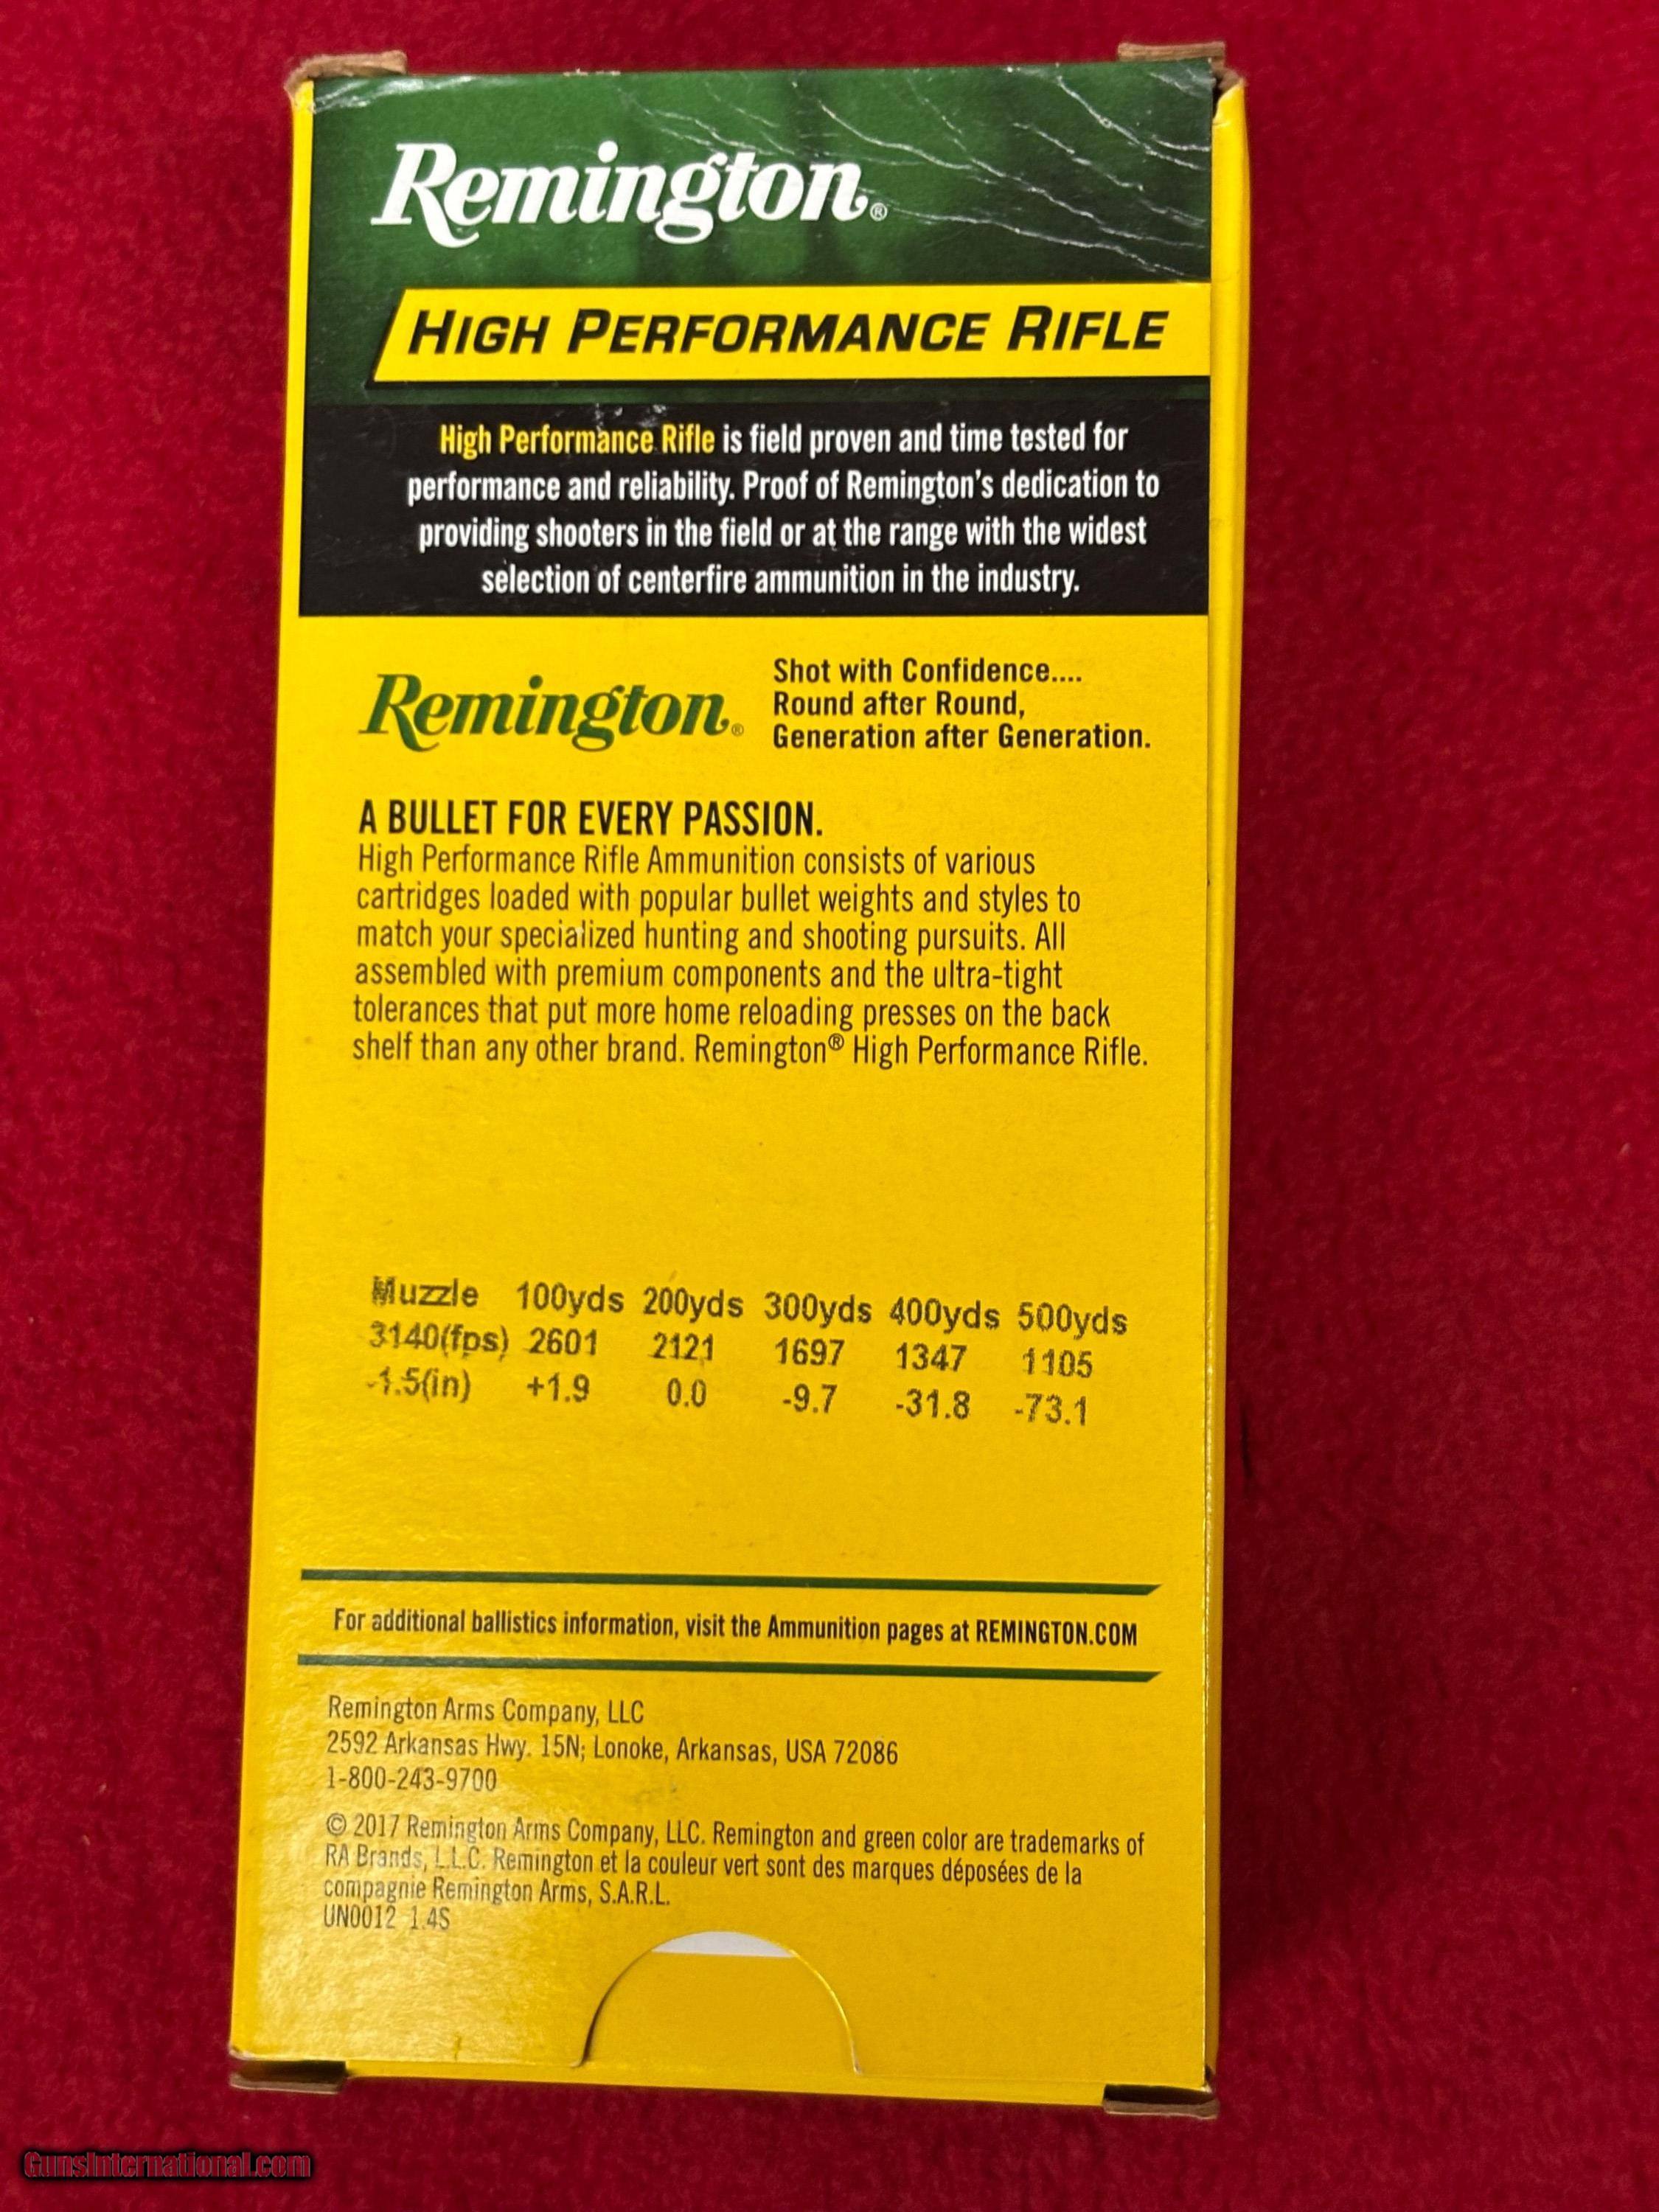 Remington®
HIGH PERFORMANCE RIFLE
High Performance Rifle is field proven and time tested for
performance and reliability. Proof of Remington's dedication to
providing shooters in the field or at the range with the widest
selection of centerfire ammunition in the industry.
Remington®
Shot with Confidence....
Round after Round,
Generation after Generation.
A BULLET FOR EVERY PASSION.
High Performance Rifle Ammunition consists of various
cartridges loaded with popular bullet weights and styles to
match your specialized hunting and shooting pursuits. All
assembled with premium components and the ultra-tight
tolerances that put more home reloading presses on the back
shelf than any other brand. Remington® High Performance Rifle.
Muzzle 100yds 200yds 300yds 400yds 500yds
3140(fps) 2601 2121 1697 1347 1105
-1.5(in) +1.9 0.0 -9.7 -31.8 -73.1
For additional ballistics information, visit the Ammunition pages at REMINGTON.COM
Remington Arms Company, LLC
2592 Arkansas Hwy. 15N; Lonoke, Arkansas, USA 72086
1-800-243-9700
© 2017 Remington Arms Company, LLC. Remington and green color are trademarks of
RA Brands, L.L.C. Remington et la couleur vert sont des marques déposées de la
compagnie Remington Arms, S.A.R.L.
UN0012 1.4S
GunsInternational.com